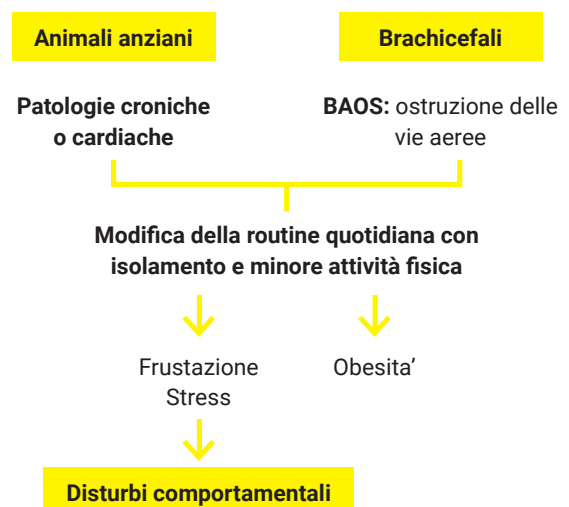 Animali anziani
Brachicefali
Patologie croniche
o cardiache
BAOS: ostruzione delle
vie aeree
Modifica della routine quotidiana con
isolamento e minore attività fisica
Frustazione
Stress
Obesita’
Disturbi comportamentali